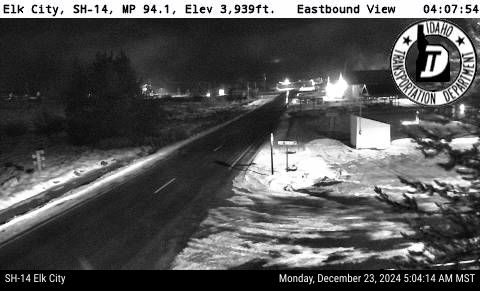 Elk City, SH-14, MP 94.1, Elev 3,939ft. Eastbound View 04:07:54
IDAHO
TRANSPORTATION DEPARTMENT
SH-14 Elk City
Monday, December 23, 2024 5:04:14 AM MST